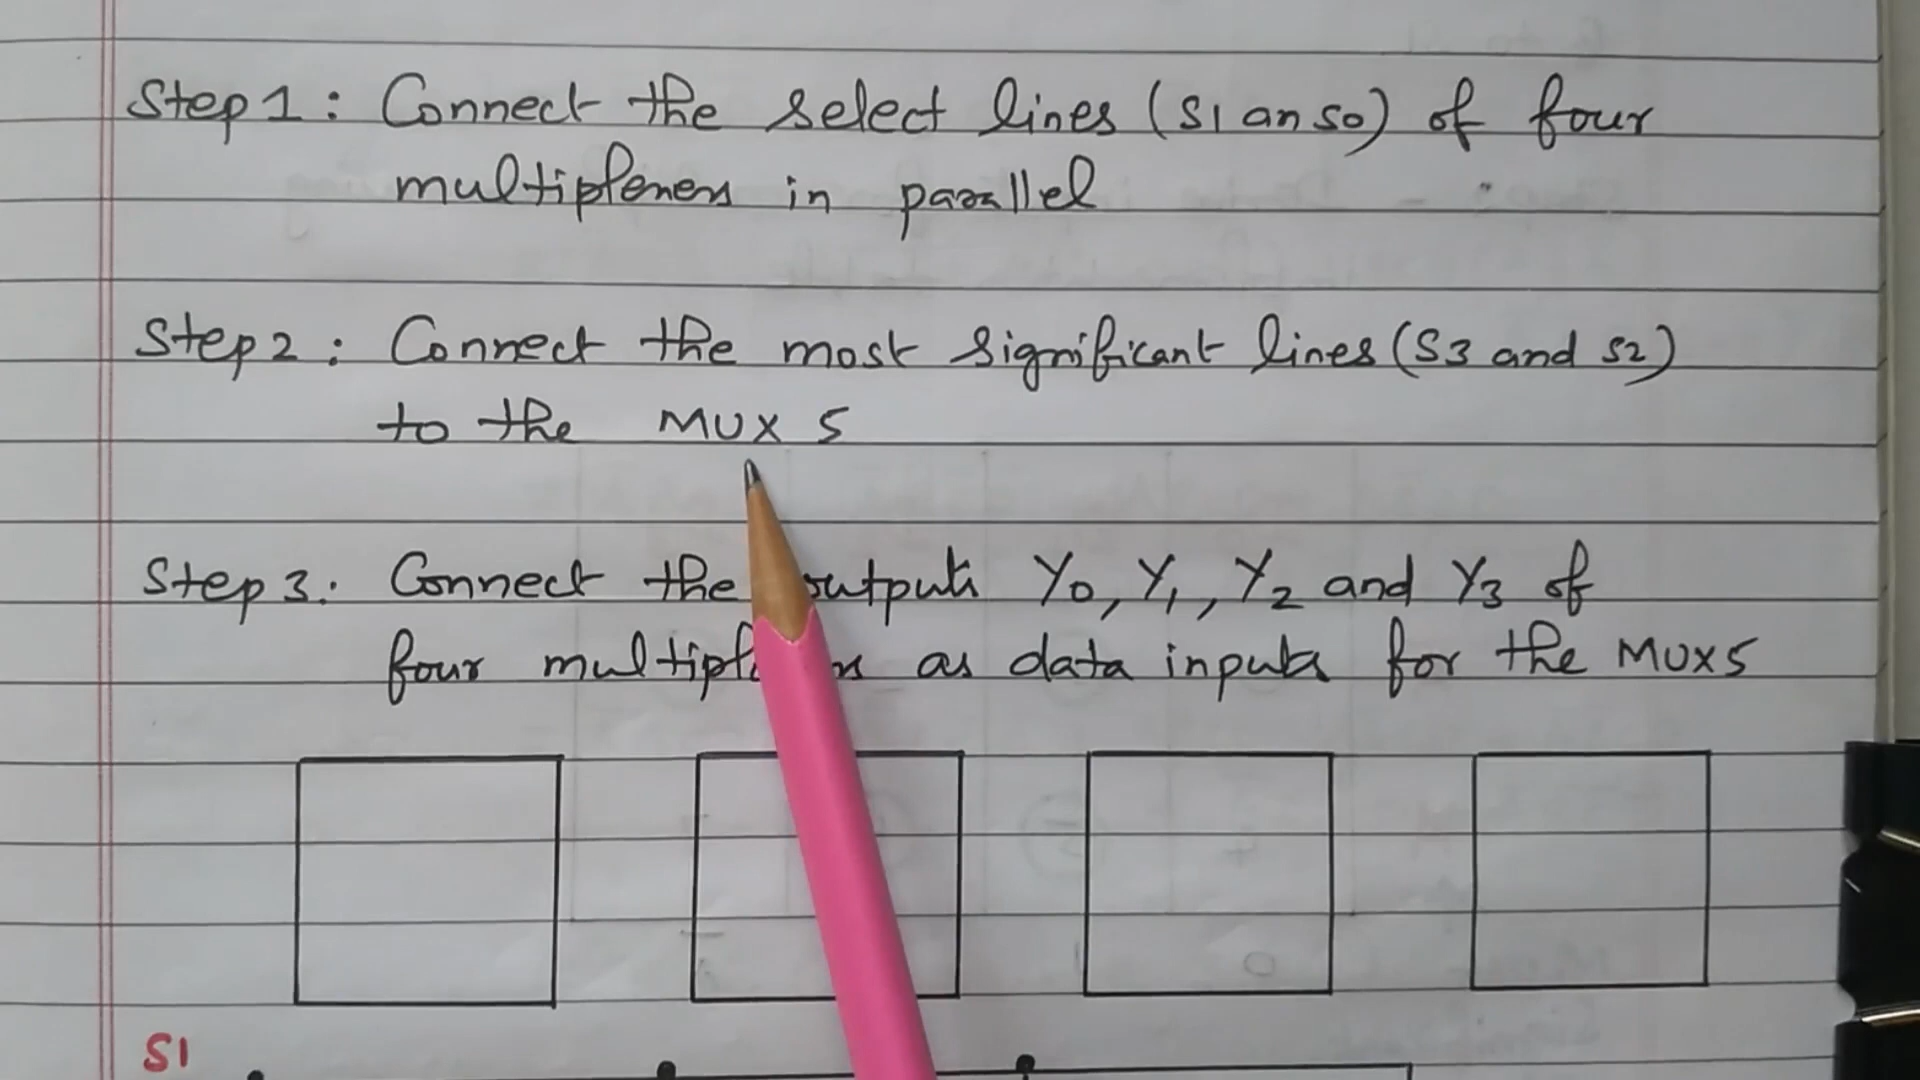 Step 1 : Connect the select lines (S1 an S0) of four
multiplexers in parallel
Step 2 : Connect the most significant lines (S3 and S2)
to the MUX 5
Step 3 : Connect the outputs Y0, Y1, Y2 and Y3 of
four multiplexers as data inputs for the MUX5
S1